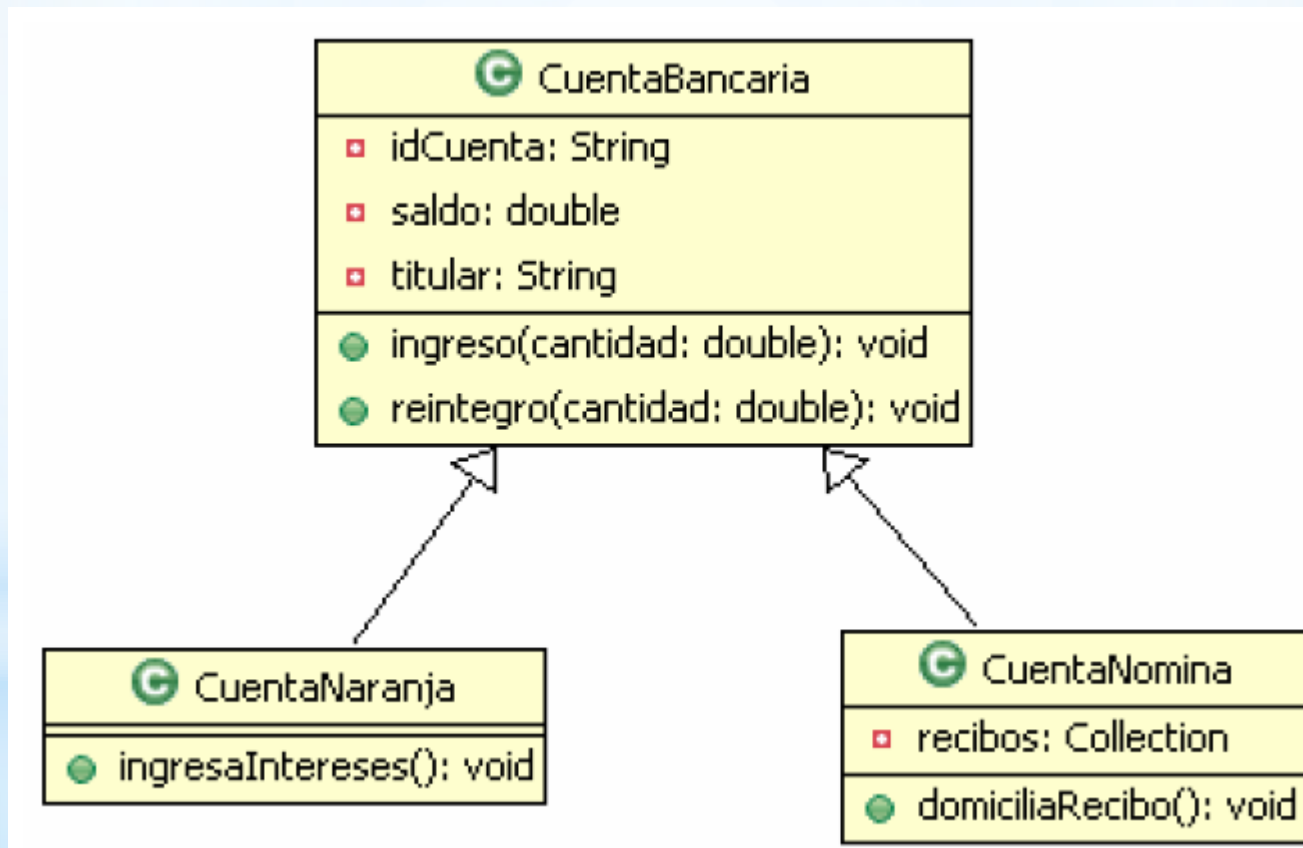 CuentaBancaria
idCuenta: String
saldo: double
titular: String
ingreso(cantidad: double): void
reintegro(cantidad: double): void
CuentaNaranja
ingresaIntereses(): void
CuentaNomina
recibos: Collection
domiciliaRecibo(): void